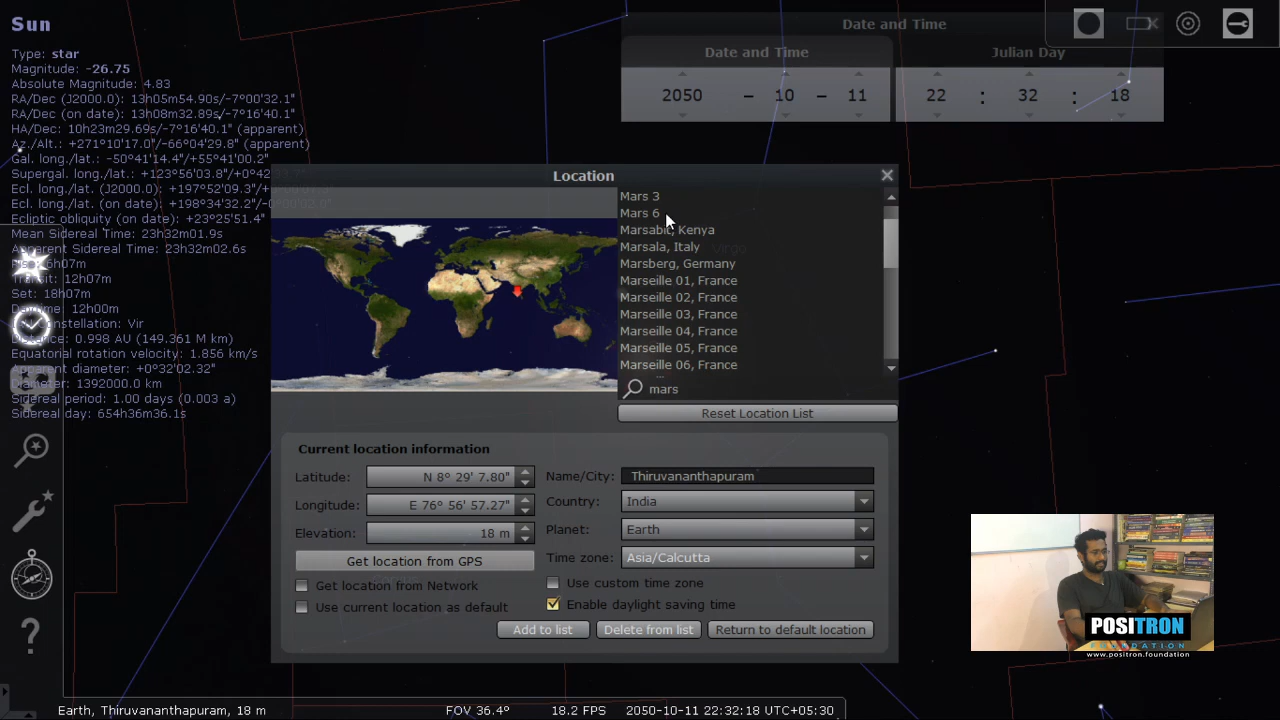 Sun
Type: star
Magnitude: -26.75
Absolute Magnitude: 4.83
RA/Dec (J2000.0): 13h05m54.90s/-7°00'32.1"
RA/Dec (on date): 13h08m32.89s/-7°16'40.1"
HA/Dec: 10h23m29.69s/-7°16'40.1" (apparent)
Az./Alt.: +271°10'17.0"/-66°04'29.8" (apparent)
Gal. long./lat.: -50°41'14.4"/+55°41'00.2"
Supergal. long./lat.: +123°56'03.8"
Ecl. long./lat. (J2000.0): +197°52'09.3"
Ecl. long./lat. (on date): +198°34'32.2"
Ecliptic obliquity (on date): +23°25'51.4"
Mean Sidereal Time: 23h32m01.9s
Apparent Sidereal Time: 23h32m02.6s
6h07m
Transit: 12h07m
Set: 18h07m
12h00m
Constellation: Vir
Distance: 0.998 AU (149.361 M km)
Equatorial rotation velocity: 1.856 km/s
Apparent diameter: +0°32'02.32"
Diameter: 1392000.0 km
Sidereal period: 1.00 days (0.003 a)
Sidereal day: 654h36m36.1s
Date and Time
Date and Time
Julian Day
2050 - 10 - 11 22 : 32 : 18
Location
Mars 3
Mars 6
Marsabit, Kenya
Marsala, Italy
Virgo
Marsberg, Germany
Marseille 01, France
Marseille 02, France
Marseille 03, France
Marseille 04, France
Marseille 05, France
Marseille 06, France
mars
Reset Location List
Current location information
Latitude: N 8° 29' 7.80"
Longitude: E 76° 56' 57.27"
Elevation: 18 m
Get location from GPS
Get location from Network
Use current location as default
Name/City: Thiruvananthapuram
Country: India
Planet: Earth
Time zone: Asia/Calcutta
Use custom time zone
Enable daylight saving time
Add to list
Delete from list
Return to default location
POSITRON
FOUNDATION
www.positron.foundation
Earth, Thiruvananthapuram, 18 m
FOV 36.4°
18.2 FPS
2050-10-11 22:32:18 UTC+05:30